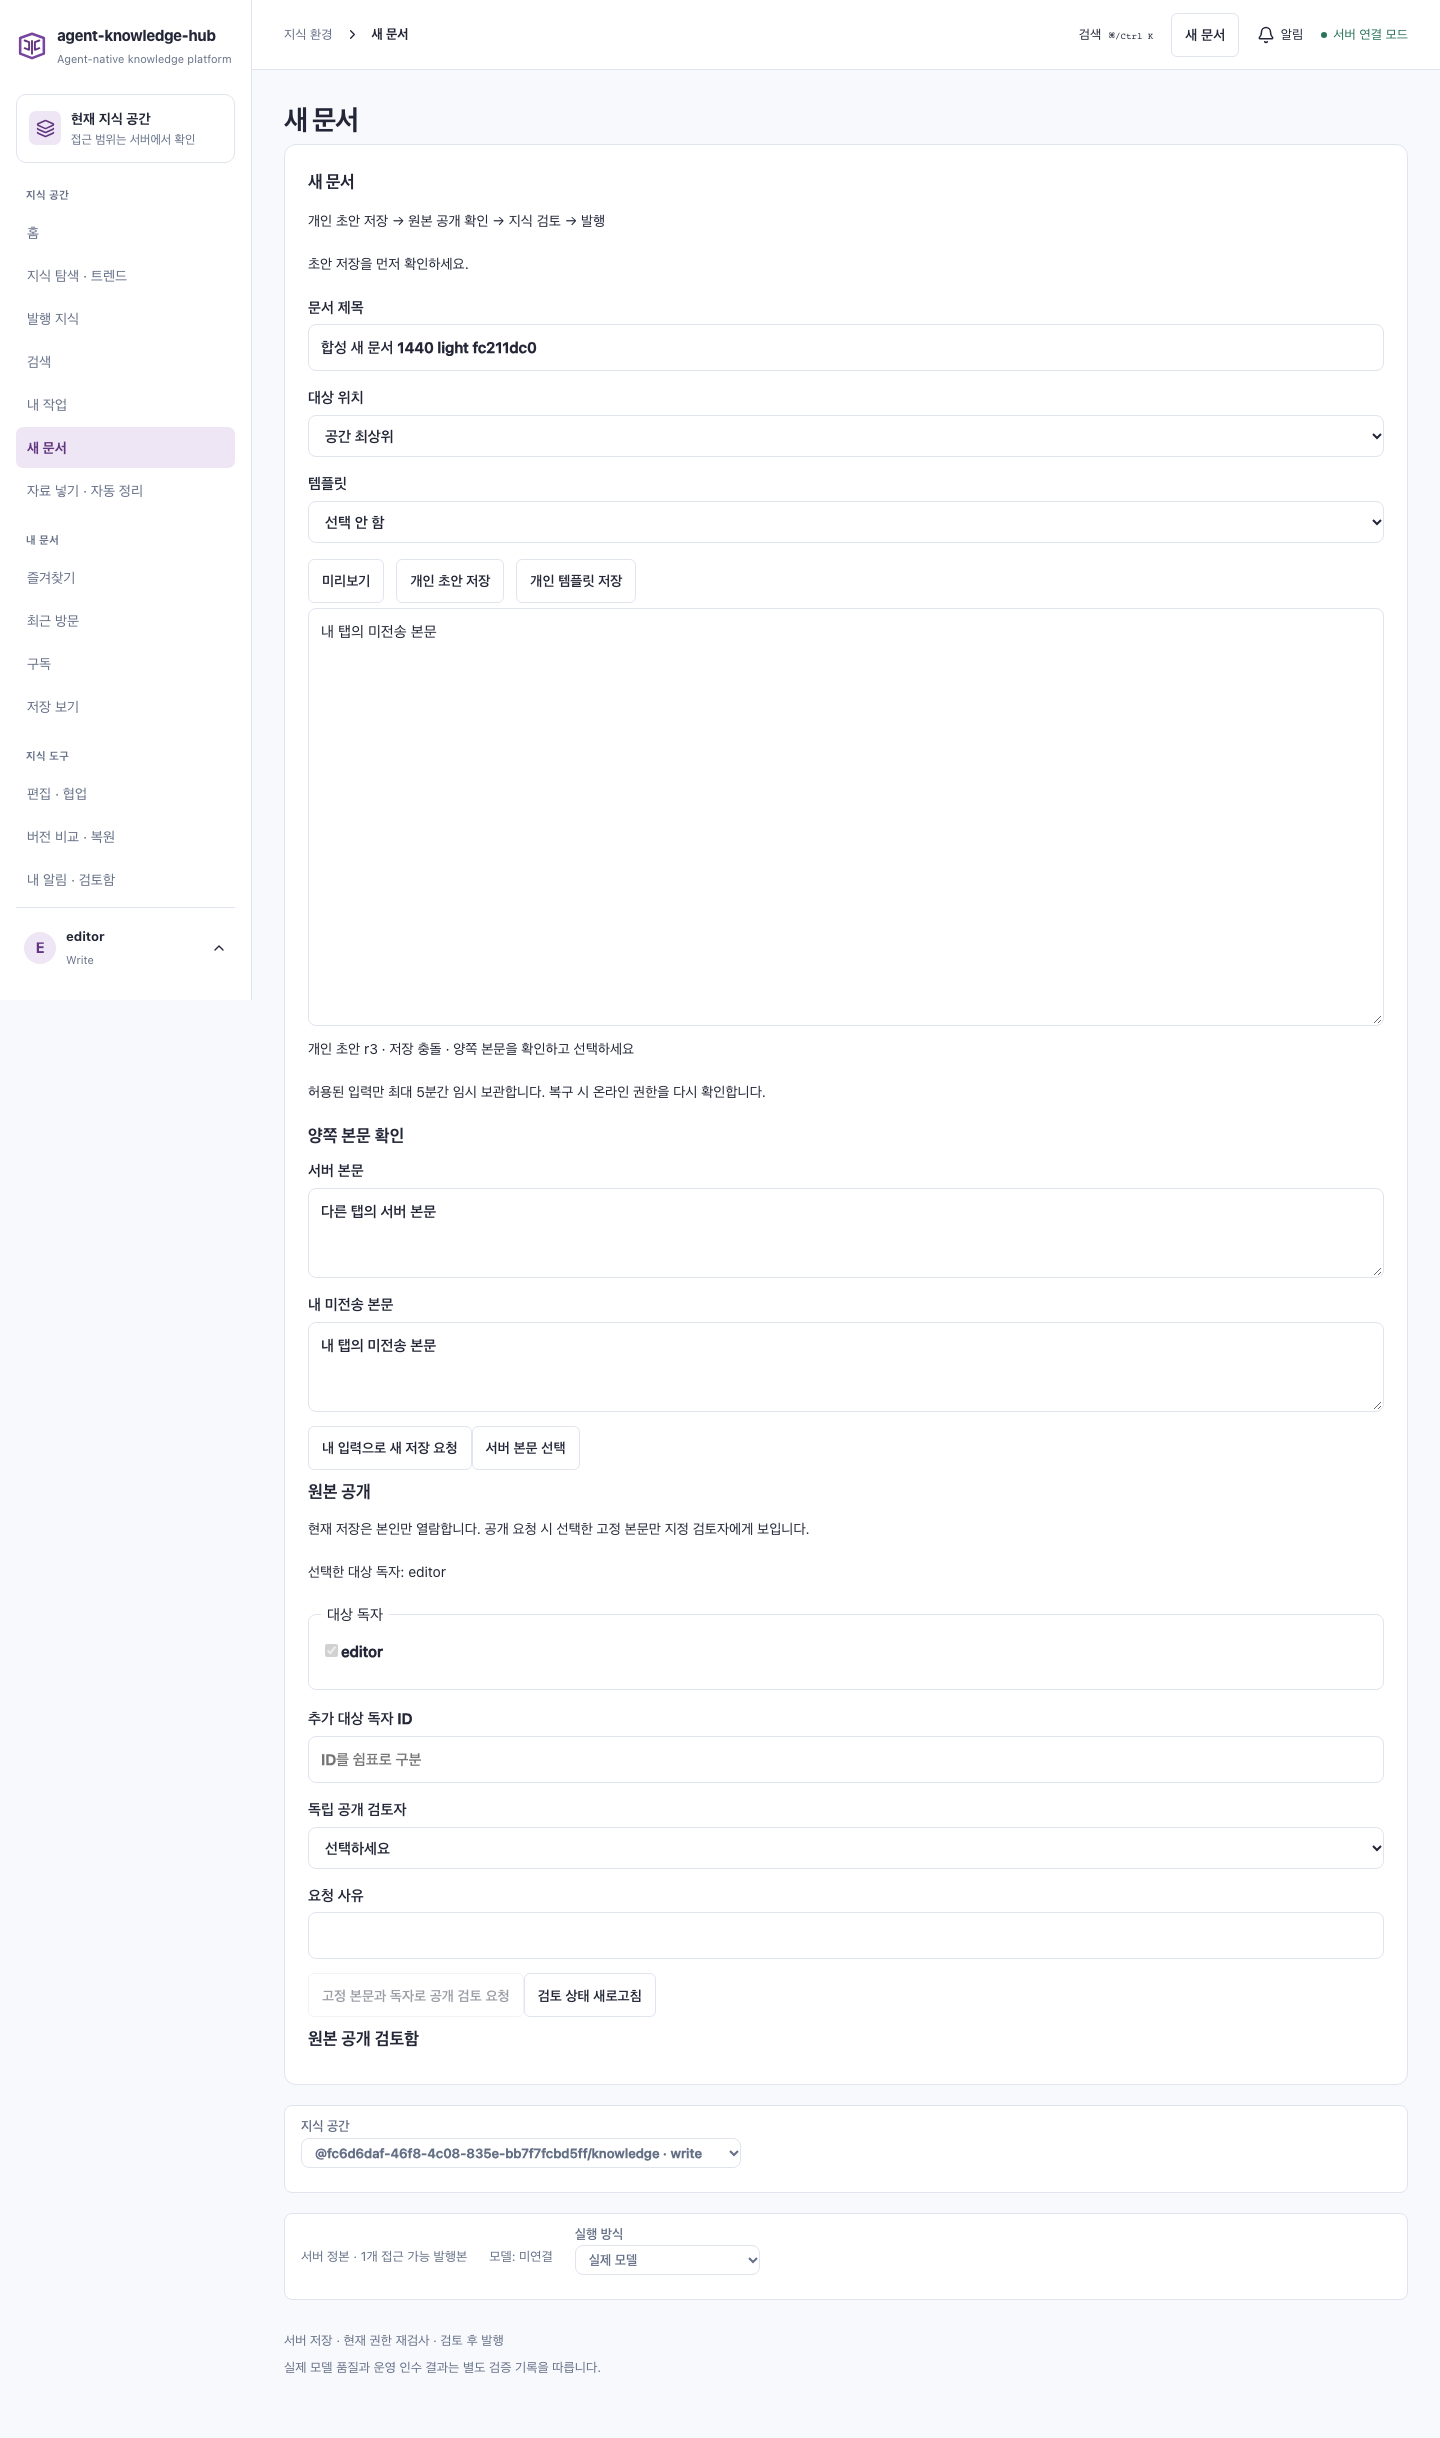 agent-knowledge-hub
Agent-native knowledge platform
현재 지식 공간
접근 범위는 서버에서 확인
지식 공간
홈
지식 탐색 · 트렌드
발행 지식
검색
내 작업
새 문서
자료 넣기 · 자동 정리
내 문서
즐겨찾기
최근 방문
구독
저장 보기
지식 도구
편집 · 협업
버전 비교 · 복원
내 알림 · 검토함
E
editor
Write
지식 환경 > 새 문서
검색 ⌘/Ctrl K
새 문서
알림
서버 연결 모드
새 문서
새 문서
개인 초안 저장 → 원본 공개 확인 → 지식 검토 → 발행
초안 저장을 먼저 확인하세요.
문서 제목
합성 새 문서 1440 light fc211dc0
대상 위치
공간 최상위
템플릿
선택 안 함
미리보기 개인 초안 저장 개인 템플릿 저장
내 탭의 미전송 본문
개인 초안 r3 · 저장 충돌 · 양쪽 본문을 확인하고 선택하세요
허용된 입력만 최대 5분간 임시 보관합니다. 복구 시 온라인 권한을 다시 확인합니다.
양쪽 본문 확인
서버 본문
다른 탭의 서버 본문
내 미전송 본문
내 탭의 미전송 본문
내 입력으로 새 저장 요청 서버 본문 선택
원본 공개
현재 저장은 본인만 열람합니다. 공개 요청 시 선택한 고정 본문만 지정 검토자에게 보입니다.
선택한 대상 독자: editor
대상 독자
editor
추가 대상 독자 ID
ID를 쉼표로 구분
독립 공개 검토자
선택하세요
요청 사유
고정 본문과 독자로 공개 검토 요청 검토 상태 새로고침
원본 공개 검토함
지식 공간
@fc6d6daf-46f8-4c08-835e-bb7f7fcbd5ff/knowledge · write
실행 방식
서버 정본 · 1개 접근 가능 발행본 모델: 미연결 실제 모델
서버 저장 · 현재 권한 재검사 · 검토 후 발행
실제 모델 품질과 운영 인수 결과는 별도 검증 기록을 따릅니다.